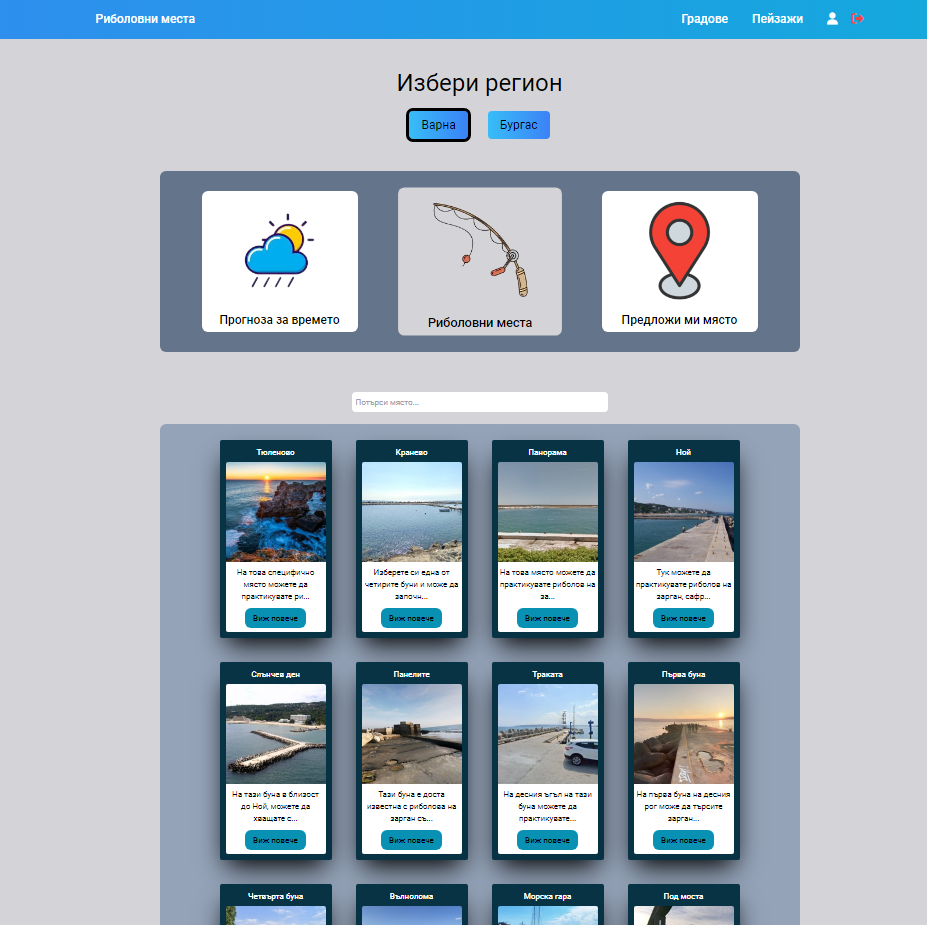 Риболовни места
Градове
Пейзажи
Избери регион
Варна
Бургас
Прогноза за времето
Риболовни места
Предложи ми място
Потърси място...
Тюленово
Кранево
Панорама
Ной
На това специфично
място можете да
практикувате ри...
Изберете си една от
четирите буни и може да
започн...
На това място можете да
практикувате риболов на
за...
Тук можете да
практикувате риболов на
зарган, сафр...
Виж повече
Виж повече
Виж повече
Виж повече
Слънчев ден
Панелите
Траката
Първа буна
На тази буна в близост
до Ной, можете да
хващате с...
Тази буна е доста
известна с риболова на
зарган съ...
На десния ъгъл на тази
буна можете да
практикувате...
На първа буна на десния
рог може да търсите
зарган...
Виж повече
Виж повече
Виж повече
Виж повече
Четвърта буна
Вълнолома
Морска гара
Под моста